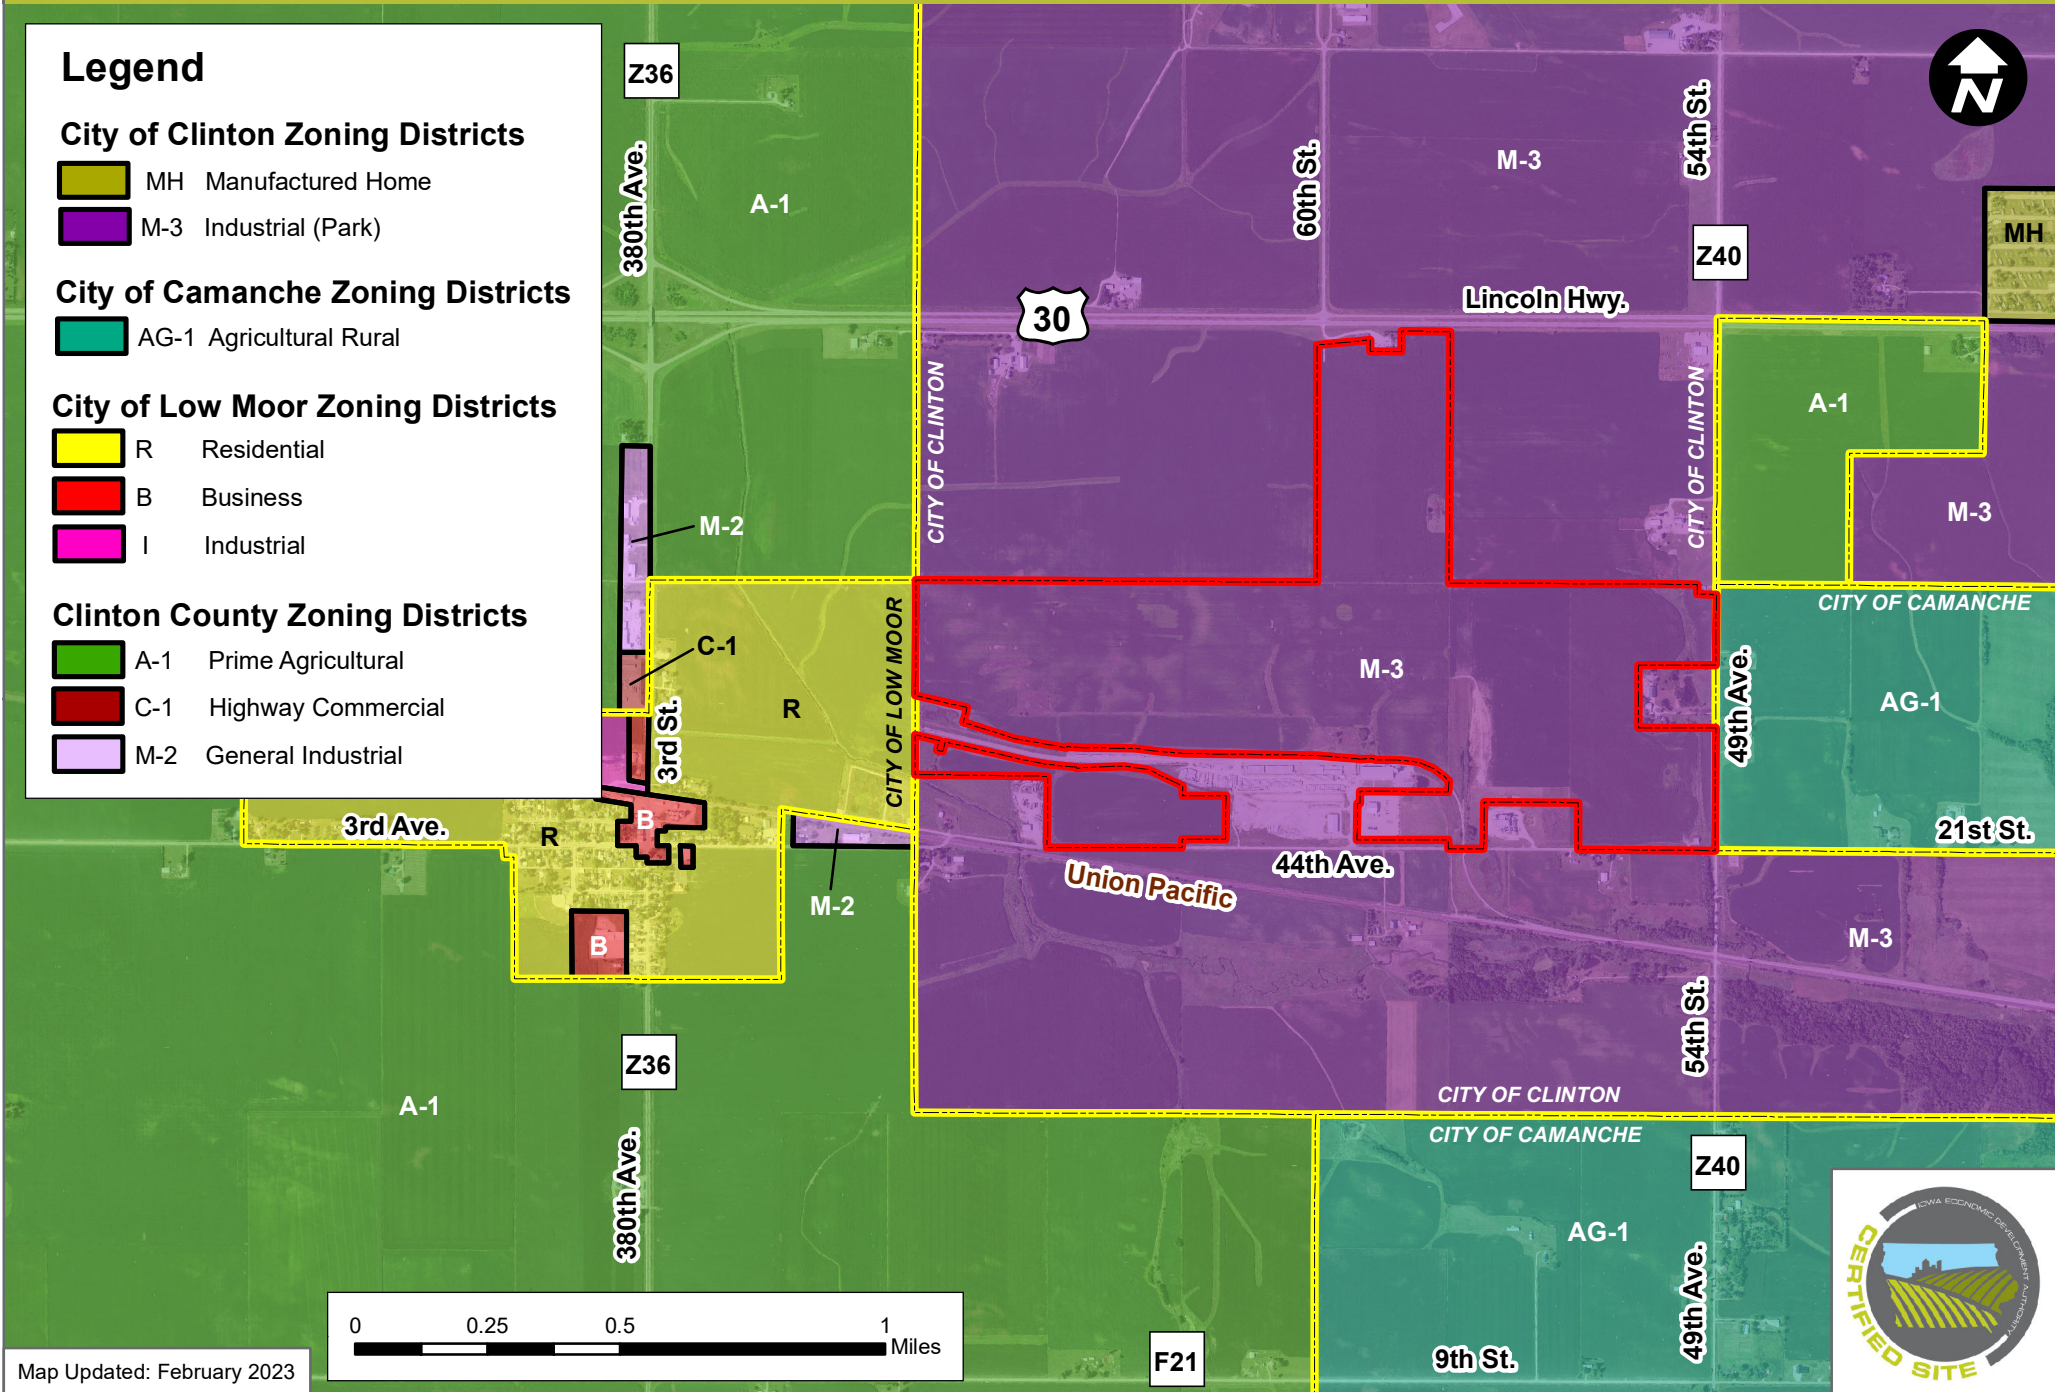 Legend
City of Clinton Zoning Districts
MH Manufactured Home
M-3 Industrial (Park)
City of Camanche Zoning Districts
AG-1 Agricultural Rural
City of Low Moor Zoning Districts
R Residential
B Business
I Industrial
Clinton County Zoning Districts
A-1 Prime Agricultural
C-1 Highway Commercial
M-2 General Industrial
Z36
380th Ave.
A-1
60th St.
M-3
54th St.
N
Z40
MH
30
Lincoln Hwy.
CITY OF CLINTON
CITY OF CLINTON
A-1
M-3
M-2
C-1
R
3rd St.
CITY OF LOW MOOR
M-3
CITY OF CAMANCHE
49th Ave.
AG-1
21st St.
3rd Ave.
R
B
M-2
B
Union Pacific
44th Ave.
M-3
54th St.
Z36
A-1
380th Ave.
CITY OF CLINTON
CITY OF CAMANCHE
Z40
AG-1
49th Ave.
9th St.
F21
0 0.25 0.5 1
Miles
Map Updated: February 2023
IOWA ECONOMIC DEVELOPMENT AUTHORITY
CERTIFIED SITE